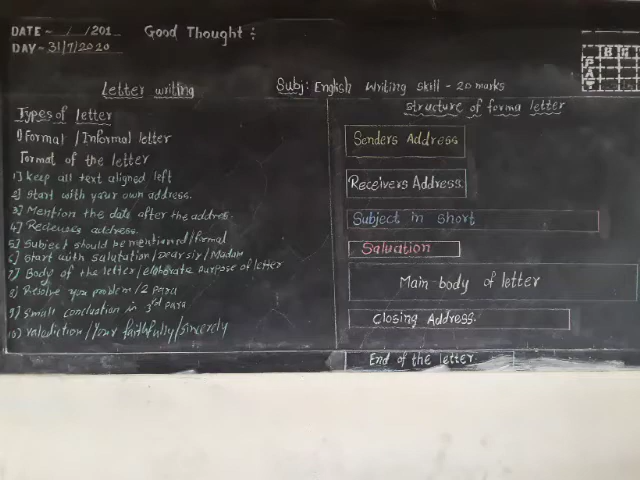 DATE - / /201 Good Thought :
DAY - 31/7/2020
B G
P
A
T
Letter writing
Subj: English Writing skill - 20 marks
Types of letter
1) Formal / Informal letter
Format of the letter
1] Keep all text aligned left
2] Start with your own address.
3] Mention the date after the address.
4] Recieuers address.
5] Subject should be mentioned/formal
6] Start with salutation/Dear sir/Madam
7] Body of the letter/elaborate purpose of letter
8] Resolve you problem/2 para
9] Small conclustion in 3rd para
10) Valediction/Your faithfully/sincerely
Structure of forma letter
Senders Address
Receivers Address
Subject in short
Saluation
Main body of letter
Closing Address.
End of the letter